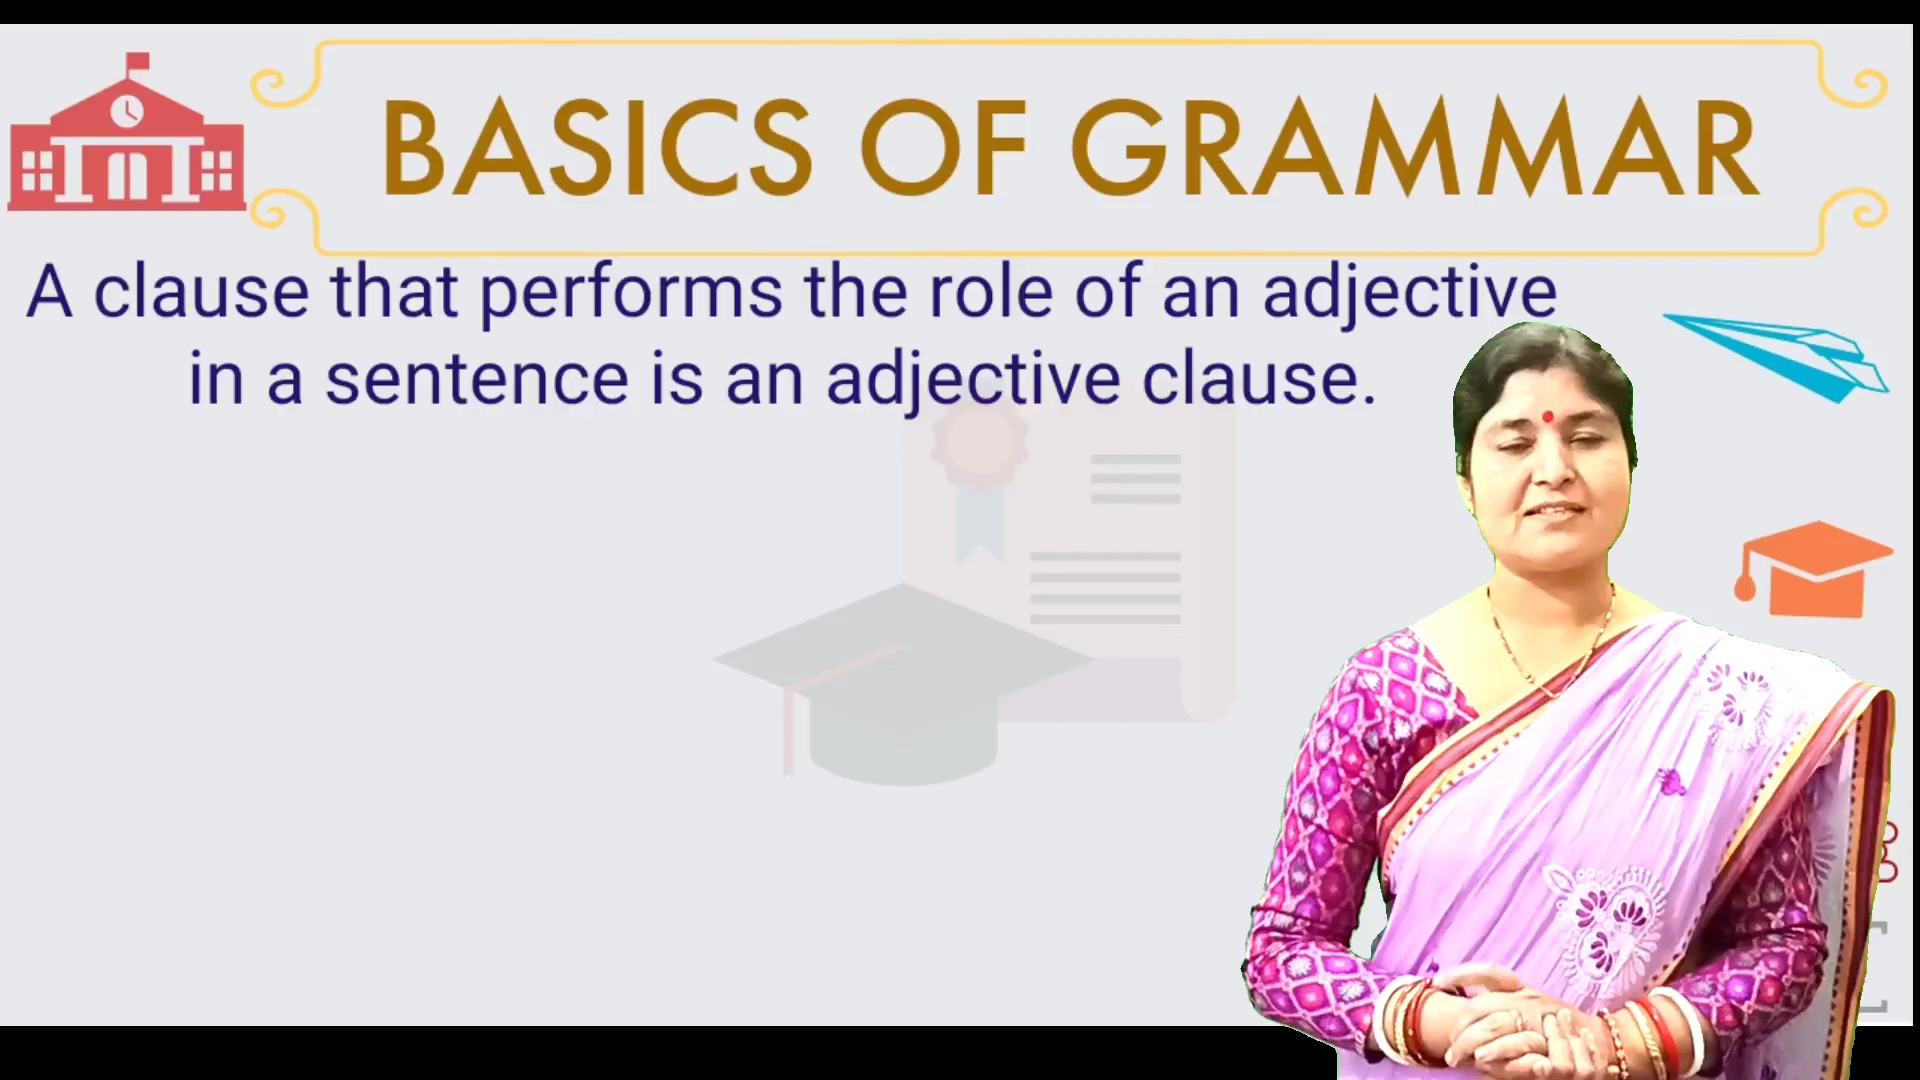 BASICS OF GRAMMAR
A clause that performs the role of an adjective
in a sentence is an adjective clause.